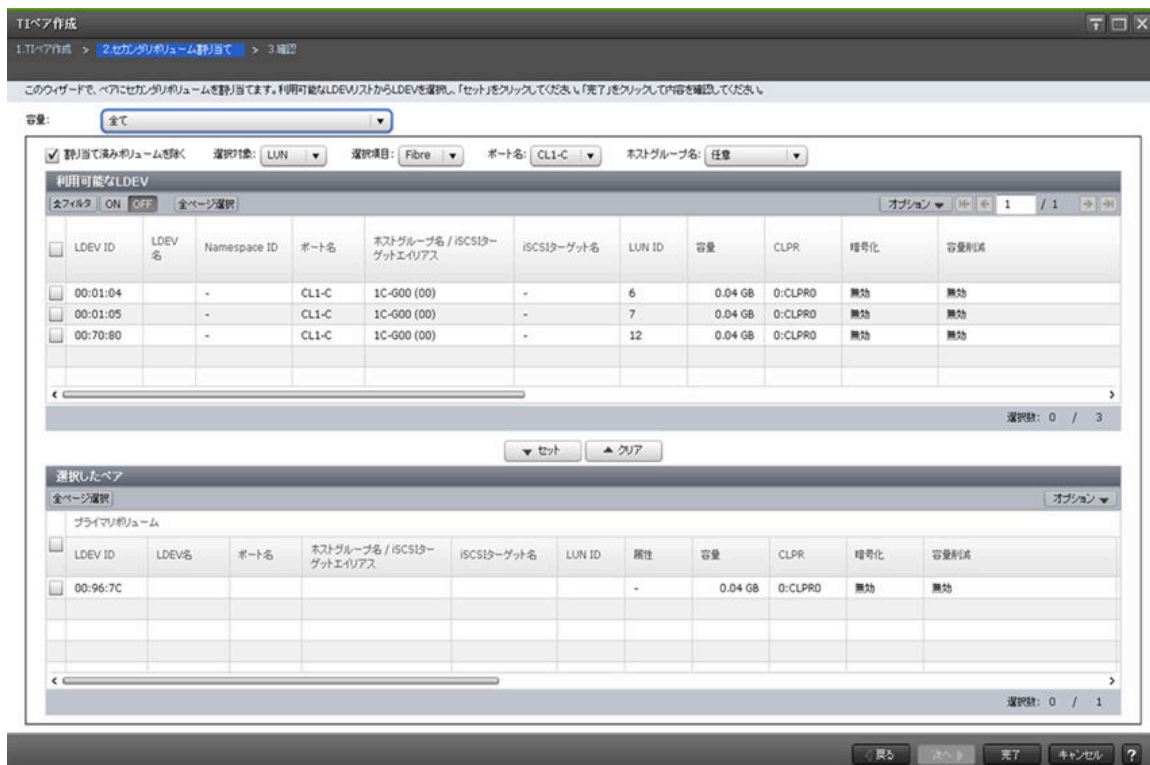 TIペア作成
1.TIペア作成 > 2.セカンダリボリューム割り当て > 3.確認
このウィザードで、ペアにセカンダリボリュームを割り当てます。利用可能なLDEVリストからLDEVを選択し、「セット」をクリックしてください。「完了」をクリックして内容を確認してください。
容量: 全て
割り当て済みボリュームを除く 選択対象: LUN 選択項目: Fibre ポート名: CL1-C ホストグループ名: 任意
利用可能なLDEV
フィルタ ON OFF 全ページ選択 オプション 1 / 1
LDEV ID LDEV名 Namespace ID ポート名 ホストグループ名 / iSCSIターゲットエイリアス iSCSIターゲット名 LUN ID 容量 CLPR 暗号化 容量削減
00:01:04 - CL1-C 1C-G00 (00) - 6 0.04 GB 0:CLPR0 無効 無効
00:01:05 - CL1-C 1C-G00 (00) - 7 0.04 GB 0:CLPR0 無効 無効
00:70:80 - CL1-C 1C-G00 (00) - 12 0.04 GB 0:CLPR0 無効 無効
選択数: 0 / 3
セット クリア
選択したペア
全ページ選択 オプション
プライマリボリューム
LDEV ID LDEV名 ポート名 ホストグループ名 / iSCSIターゲットエイリアス iSCSIターゲット名 LUN ID 属性 容量 CLPR 暗号化 容量削減
00:96:7C - 0.04 GB 0:CLPR0 無効 無効
選択数: 0 / 1
戻る 次へ 完了 キャンセル ?